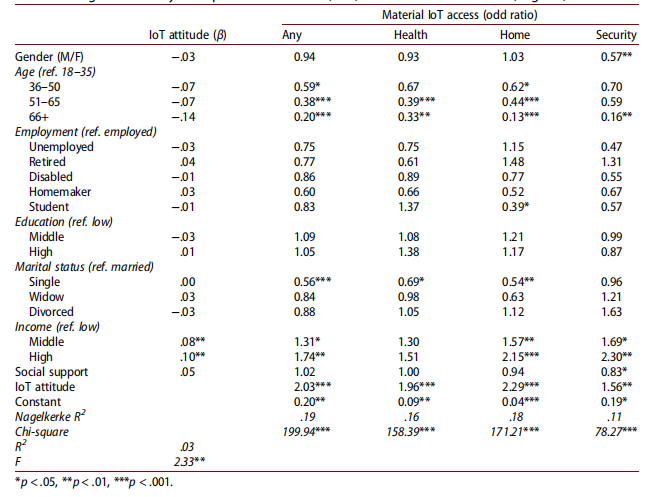 Material IoT access (odd ratio)
IoT attitude (β) Any Health Home Security
Gender (M/F) −.03 0.94 0.93 1.03 0.57**
Age (ref. 18–35)
36–50 −.07 0.59* 0.67 0.62* 0.70
51–65 −.07 0.38*** 0.39*** 0.44*** 0.59
66+ −.14 0.20*** 0.33** 0.13*** 0.16**
Employment (ref. employed)
Unemployed −.03 0.75 0.75 1.15 0.47
Retired .04 0.77 0.61 1.48 1.31
Disabled −.01 0.86 0.89 0.77 0.55
Homemaker .03 0.60 0.66 0.52 0.67
Student −.01 0.83 1.37 0.39* 0.57
Education (ref. low)
Middle −.03 1.09 1.08 1.21 0.99
High .01 1.05 1.38 1.17 0.87
Marital status (ref. married)
Single .00 0.56*** 0.69* 0.54** 0.96
Widow .03 0.84 0.98 0.63 1.21
Divorced −.03 0.88 1.05 1.12 1.63
Income (ref. low)
Middle .08** 1.31* 1.30 1.57** 1.69*
High .10** 1.74** 1.51 2.15*** 2.30**
Social support .05 1.02 1.00 0.94 0.83*
IoT attitude 2.03*** 1.96*** 2.29*** 1.56**
Constant 0.20** 0.09** 0.04*** 0.19*
Nagelkerke R² .19 .16 .18 .11
Chi-square 199.94*** 158.39*** 171.21*** 78.27***
R² .03
F 2.33**
*p < .05, **p < .01, ***p < .001.